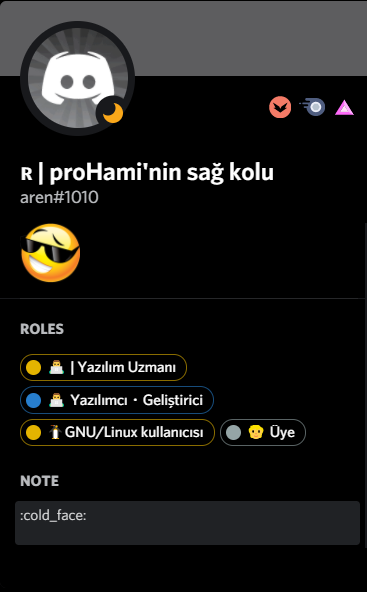 ʀ | proHami'nin sağ kolu
aren#1010
ROLES
| Yazılım Uzmanı
Yazılımcı • Geliştirici
GNU/Linux kullanıcısı Üye
NOTE
:cold_face: